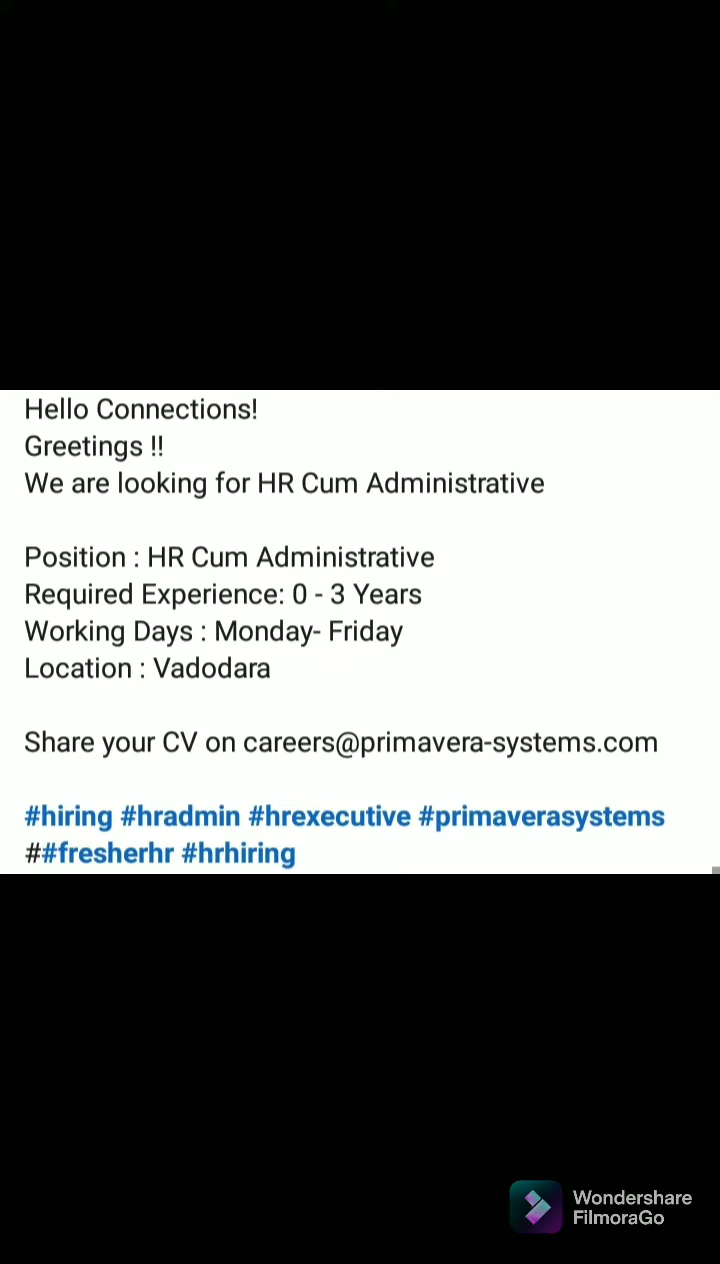 Hello Connections!
Greetings !!
We are looking for HR Cum Administrative
Position : HR Cum Administrative
Required Experience: 0 - 3 Years
Working Days : Monday- Friday
Location : Vadodara
Share your CV on careers@primavera-systems.com
#hiring #hradmin #hrexecutive #primaverasystems
##fresherhr #hrhiring
Wondershare
FilmoraGo